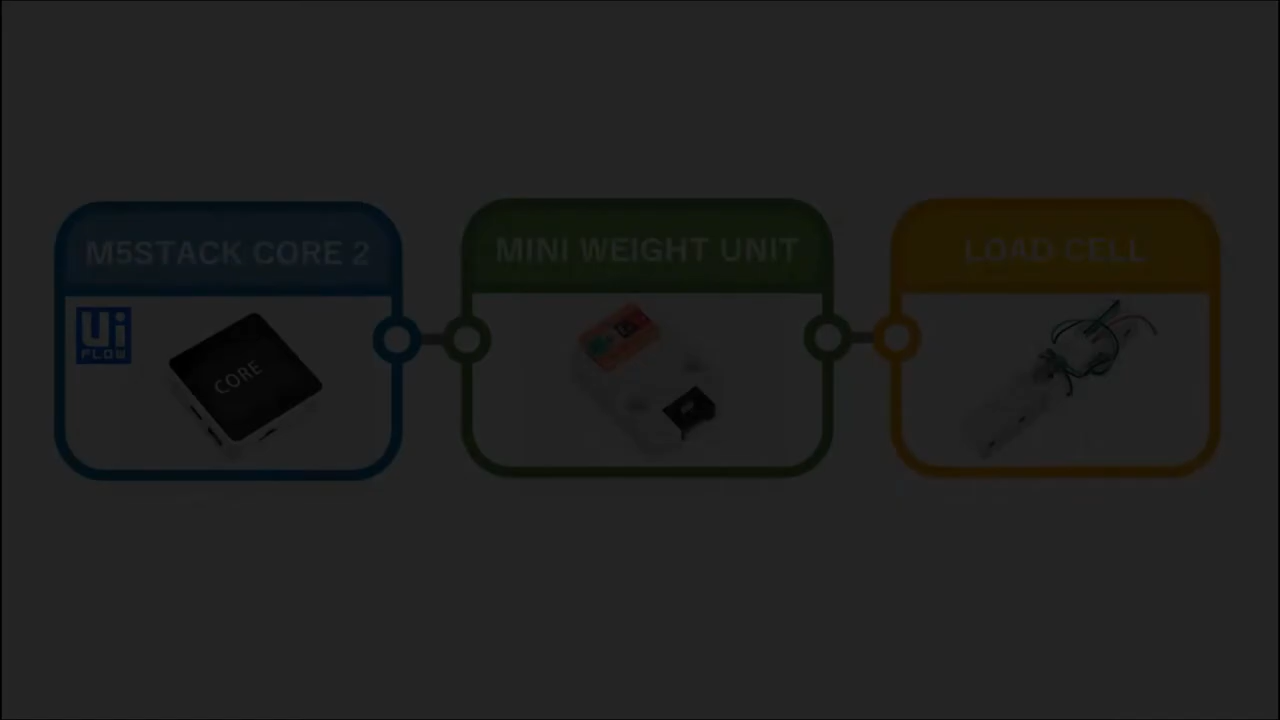 M5STACK CORE 2
MINI WEIGHT UNIT
LOAD CELL
Ui
FLOW
CORE